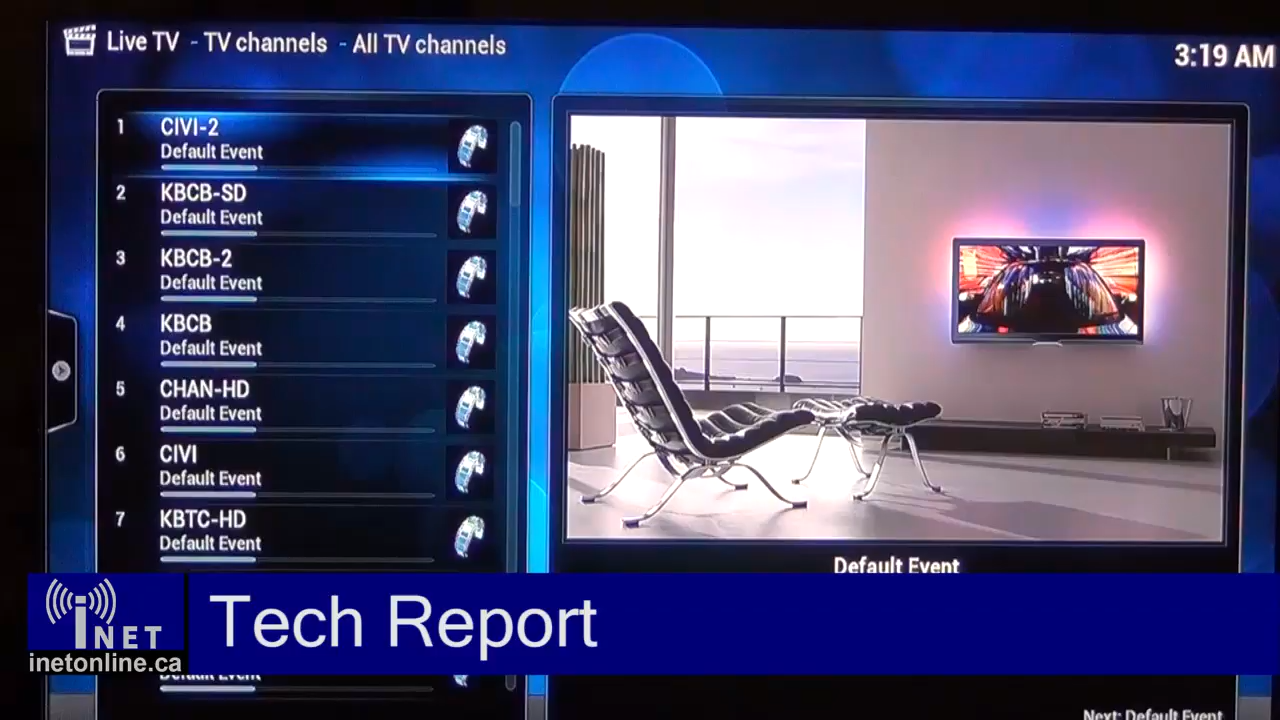 Live TV - TV channels - All TV channels
3:19 AM
1 CIVI-2
Default Event
2 KBCB-SD
Default Event
3 KBCB-2
Default Event
4 KBCB
Default Event
5 CHAN-HD
Default Event
6 CIVI
Default Event
7 KBTC-HD
Default Event
Default Event
Default Event
Next: Default Event
iNET
inetonline.ca
Tech Report